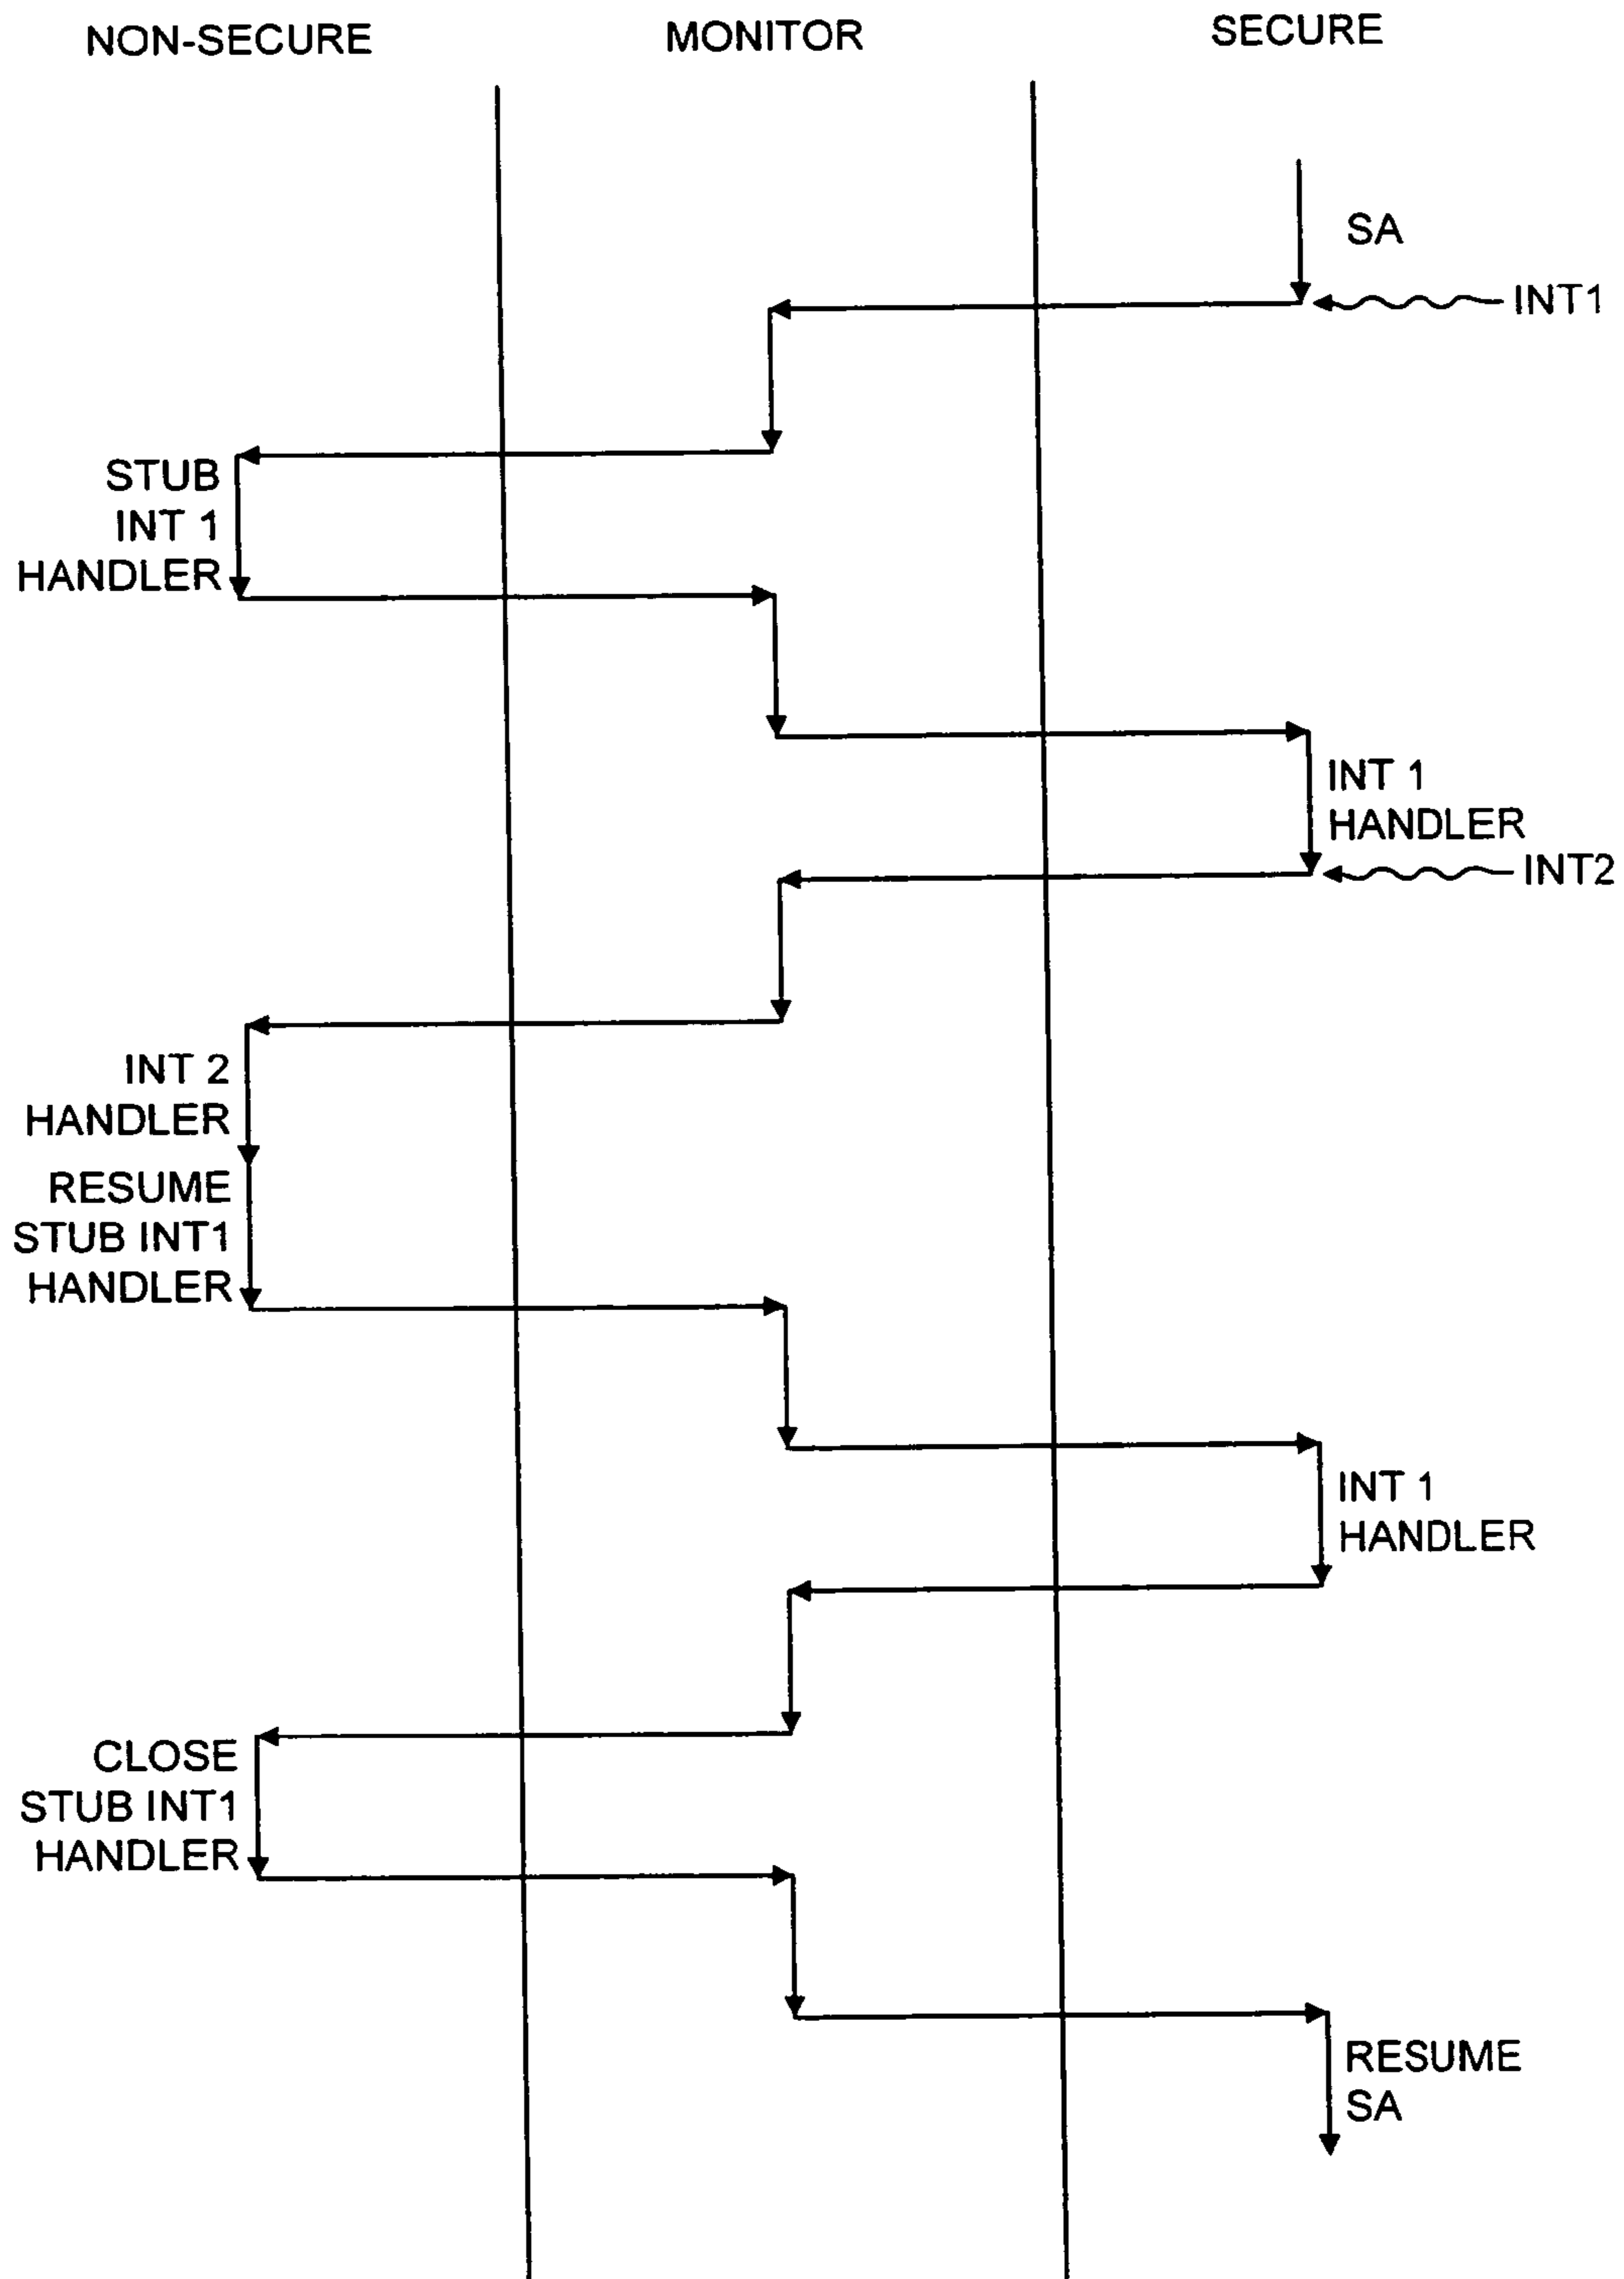 NON-SECURE
MONITOR
SECURE
SA
INT1
STUB
INT 1
HANDLER
INT 1
HANDLER
INT2
INT 2
HANDLER
RESUME
STUB INT1
HANDLER
INT 1
HANDLER
CLOSE
STUB INT1
HANDLER
RESUME
SA